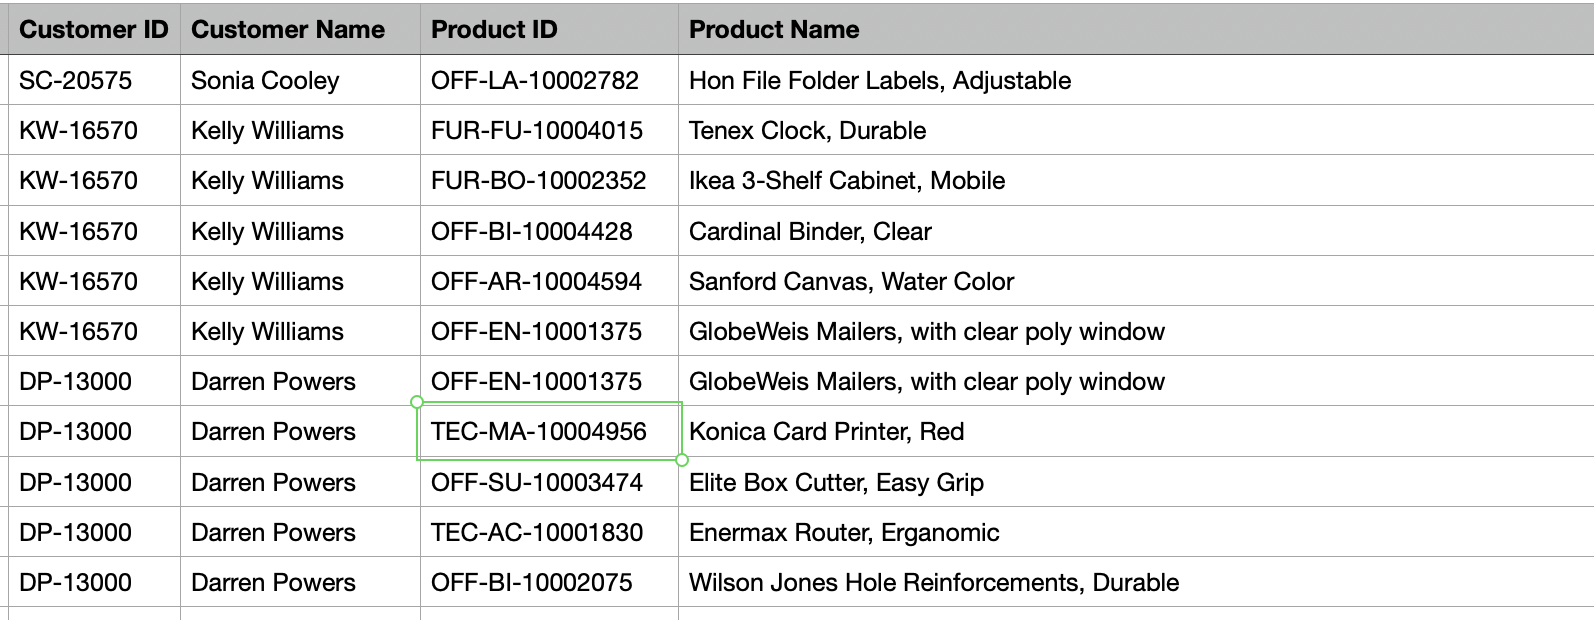 Customer ID Customer Name Product ID Product Name
SC-20575 Sonia Cooley OFF-LA-10002782 Hon File Folder Labels, Adjustable
KW-16570 Kelly Williams FUR-FU-10004015 Tenex Clock, Durable
KW-16570 Kelly Williams FUR-BO-10002352 Ikea 3-Shelf Cabinet, Mobile
KW-16570 Kelly Williams OFF-BI-10004428 Cardinal Binder, Clear
KW-16570 Kelly Williams OFF-AR-10004594 Sanford Canvas, Water Color
KW-16570 Kelly Williams OFF-EN-10001375 GlobeWeis Mailers, with clear poly window
DP-13000 Darren Powers OFF-EN-10001375 GlobeWeis Mailers, with clear poly window
DP-13000 Darren Powers TEC-MA-10004956 Konica Card Printer, Red
DP-13000 Darren Powers OFF-SU-10003474 Elite Box Cutter, Easy Grip
DP-13000 Darren Powers TEC-AC-10001830 Enermax Router, Erganomic
DP-13000 Darren Powers OFF-BI-10002075 Wilson Jones Hole Reinforcements, Durable